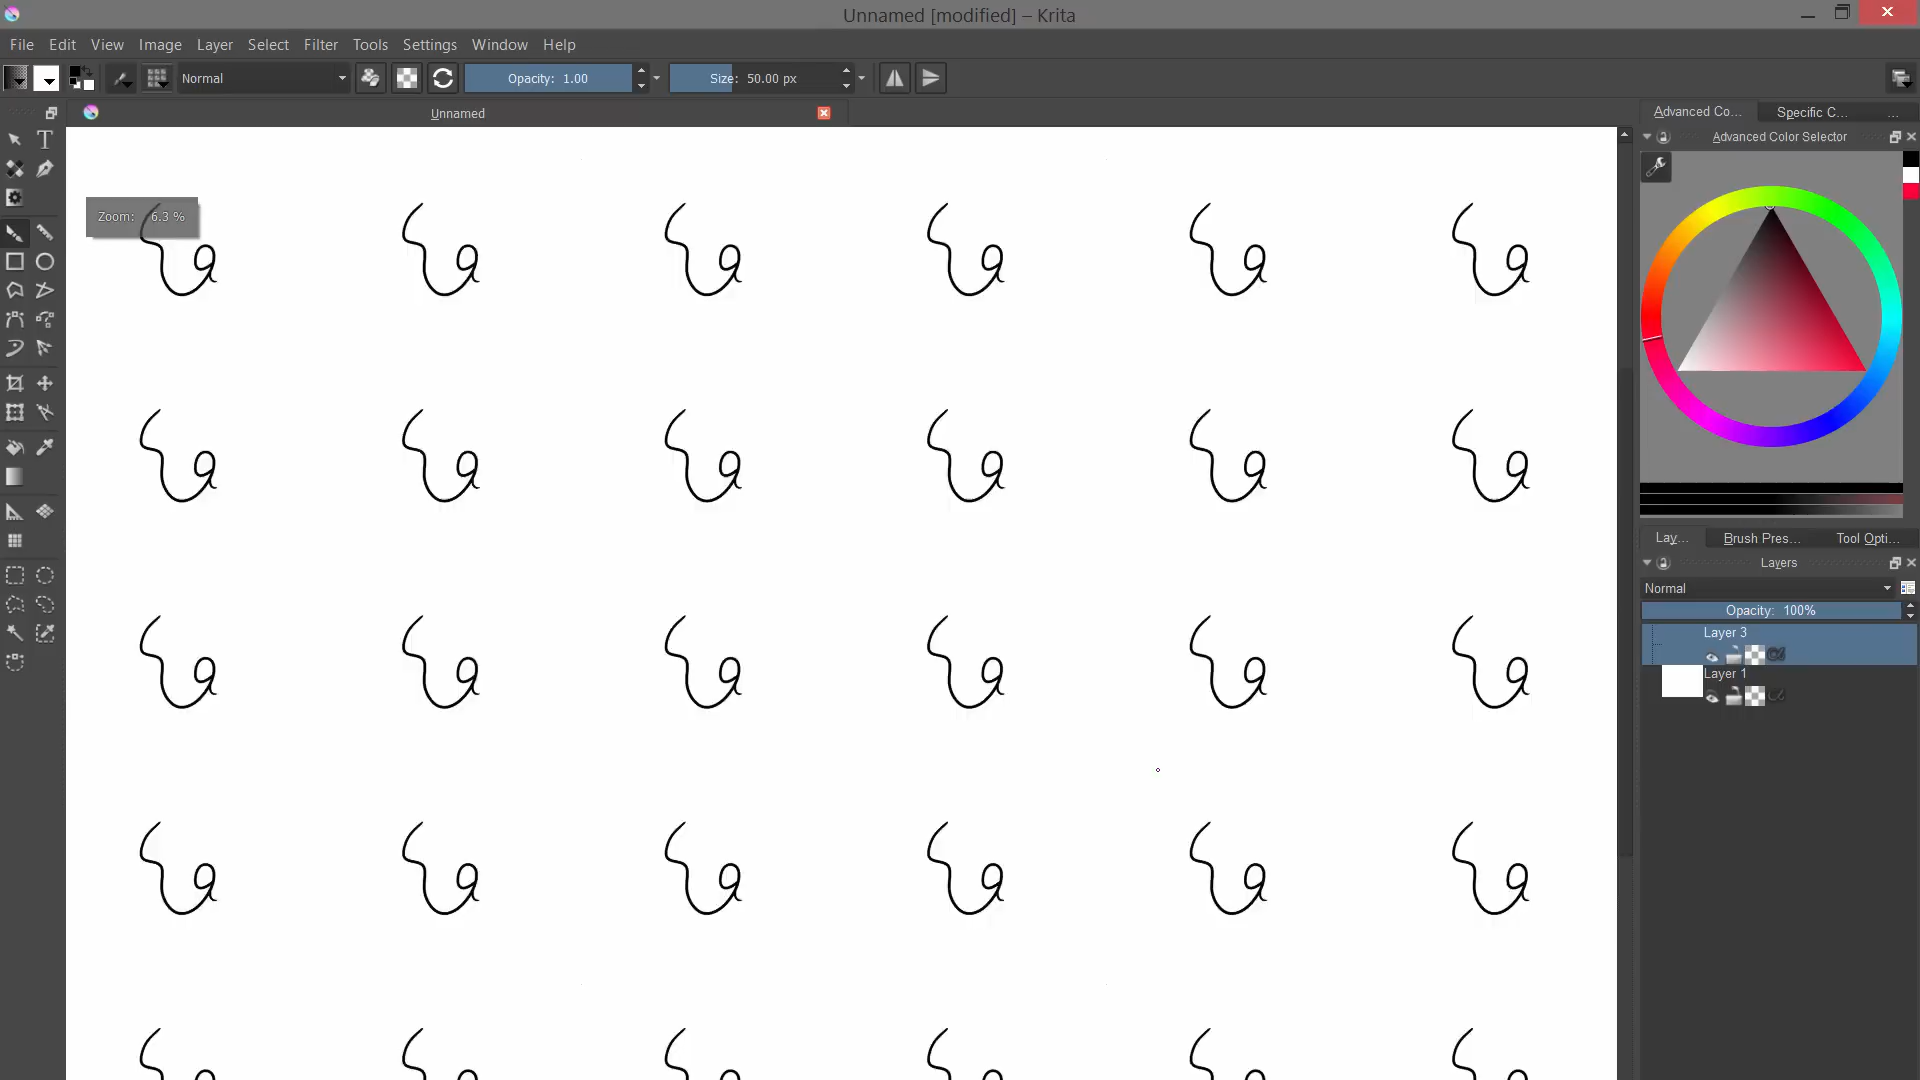 Unnamed [modified] – Krita
File Edit View Image Layer Select Filter Tools Settings Window Help
Normal Opacity: 1.00 Size: 50.00 px
Unnamed
Advanced Co... Specific C... ...
Advanced Color Selector
Zoom: 6.3 %
Lay... Brush Pres... Tool Opti...
Layers
Normal
Opacity: 100%
Layer 3
Layer 1